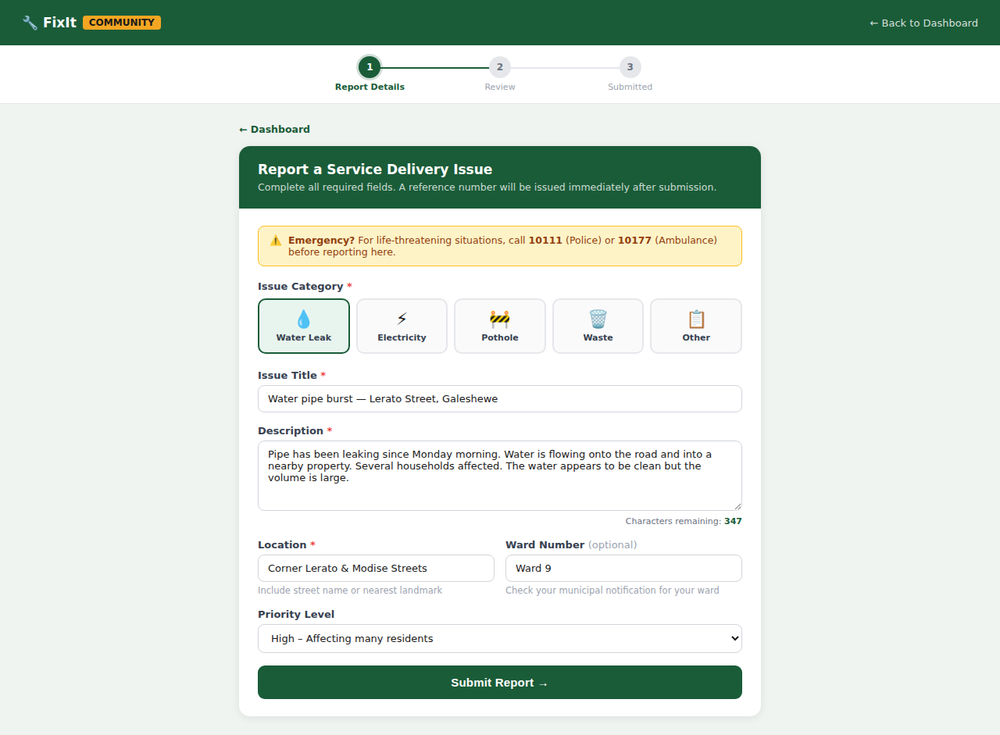 🔧 FixIt COMMUNITY
← Back to Dashboard
1 2 3
Report Details Review Submitted
← Dashboard
Report a Service Delivery Issue
Complete all required fields. A reference number will be issued immediately after submission.
⚠️ Emergency? For life-threatening situations, call 10111 (Police) or 10177 (Ambulance)
before reporting here.
Issue Category *
Water Leak Electricity Pothole Waste Other
Issue Title *
Water pipe burst — Lerato Street, Galeshewe
Description *
Pipe has been leaking since Monday morning. Water is flowing onto the road and into a
nearby property. Several households affected. The water appears to be clean but the
volume is large.
Characters remaining: 347
Location * Ward Number (optional)
Corner Lerato & Modise Streets Ward 9
Include street name or nearest landmark Check your municipal notification for your ward
Priority Level
High – Affecting many residents
Submit Report →